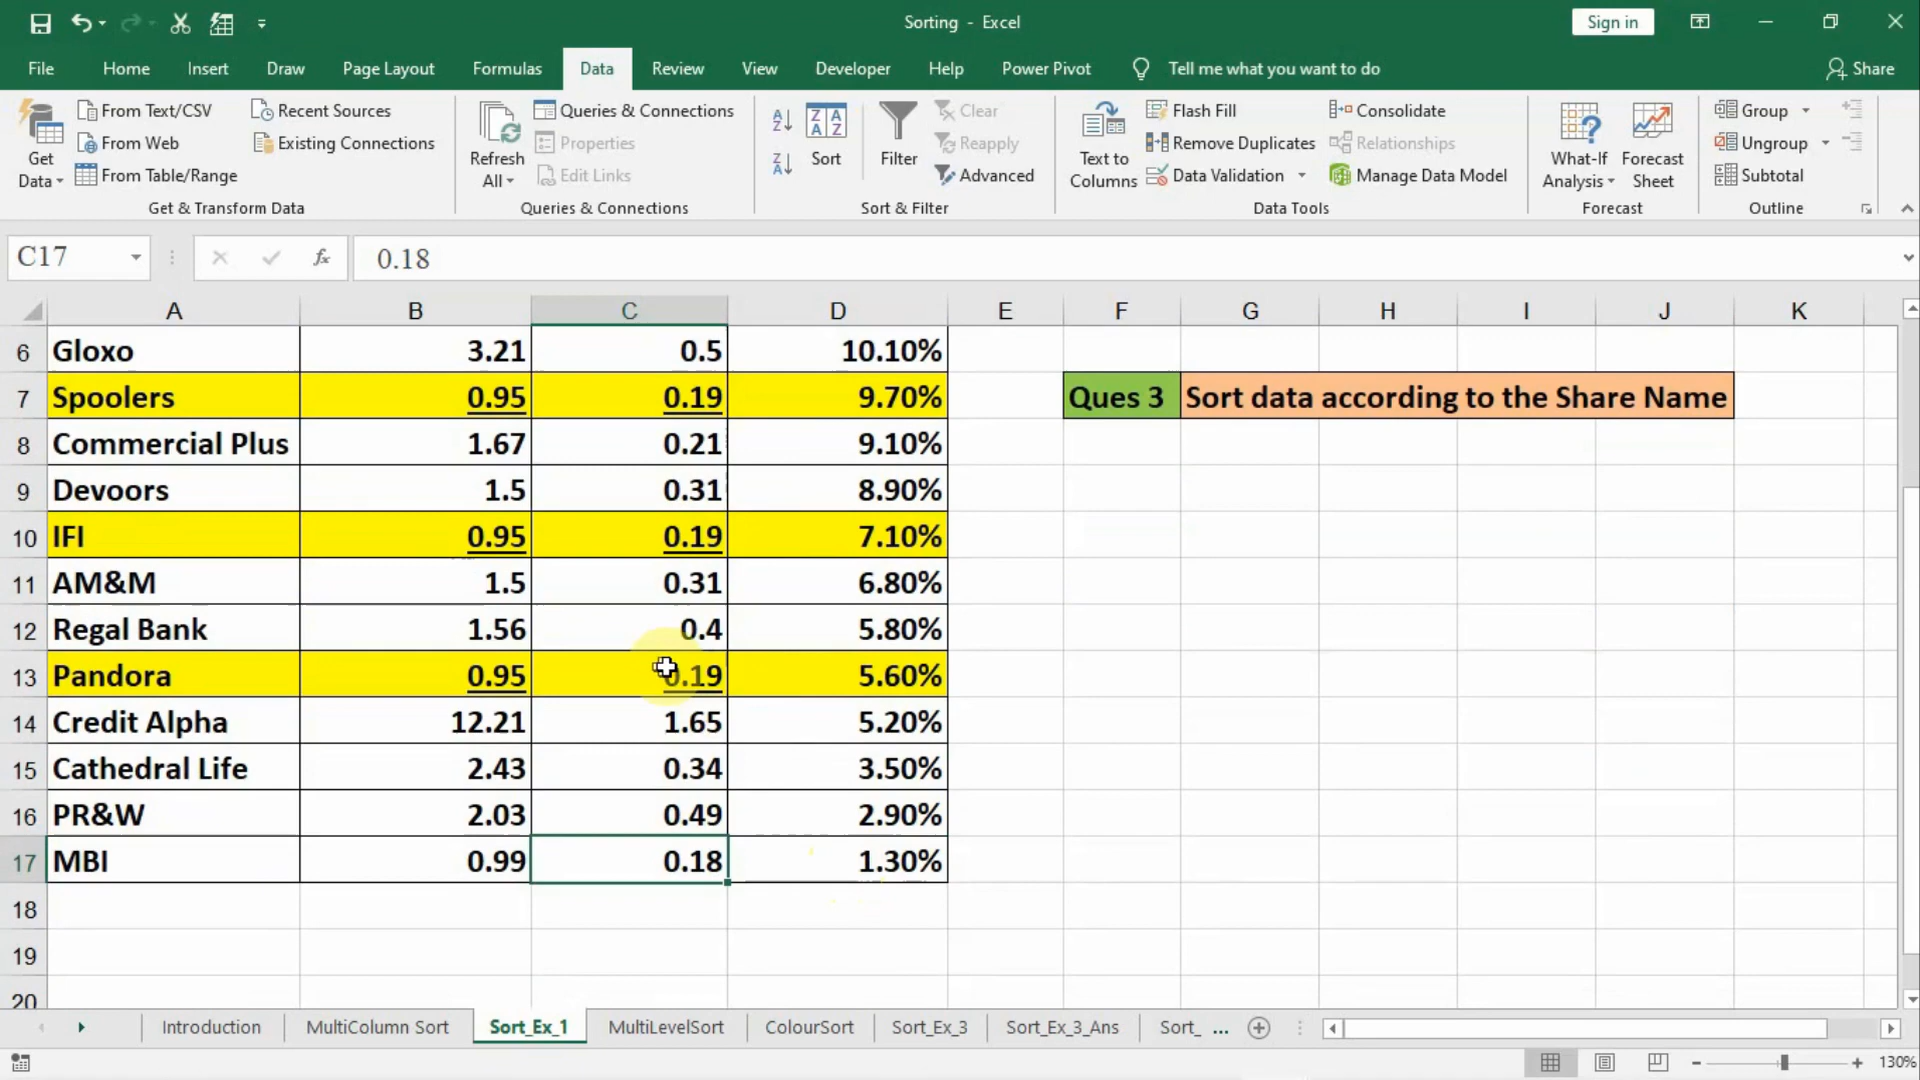 Sorting - Excel
Sign in
File Home Insert Draw Page Layout Formulas Data Review View Developer Help Power Pivot Tell me what you want to do Share
Get Data
From Text/CSV
From Web
From Table/Range
Recent Sources
Existing Connections
Get & Transform Data
Refresh All
Queries & Connections
Properties
Edit Links
Queries & Connections
Sort
Filter
Clear
Reapply
Advanced
Sort & Filter
Text to Columns
Flash Fill
Remove Duplicates
Data Validation
Consolidate
Relationships
Manage Data Model
Data Tools
What-If Analysis
Forecast Sheet
Forecast
Group
Ungroup
Subtotal
Outline
C17 fx 0.18
A B C D E F G H I J K
6 Gloxo 3.21 0.5 10.10%
7 Spoolers 0.95 0.19 9.70% Ques 3 Sort data according to the Share Name
8 Commercial Plus 1.67 0.21 9.10%
9 Devoors 1.5 0.31 8.90%
10 IFI 0.95 0.19 7.10%
11 AM&M 1.5 0.31 6.80%
12 Regal Bank 1.56 0.4 5.80%
13 Pandora 0.95 0.19 5.60%
14 Credit Alpha 12.21 1.65 5.20%
15 Cathedral Life 2.43 0.34 3.50%
16 PR&W 2.03 0.49 2.90%
17 MBI 0.99 0.18 1.30%
18
19
20
Introduction MultiColumn Sort Sort_Ex_1 MultiLevelSort ColourSort Sort_Ex_3 Sort_Ex_3_Ans Sort_ ...
130%